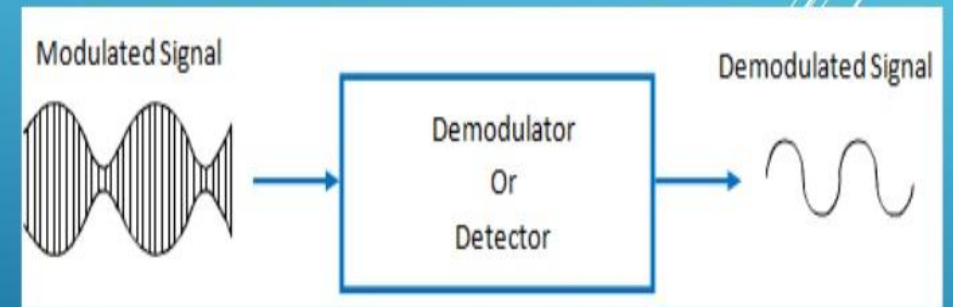 Modulated Signal
Demodulated Signal
Demodulator
Or
Detector